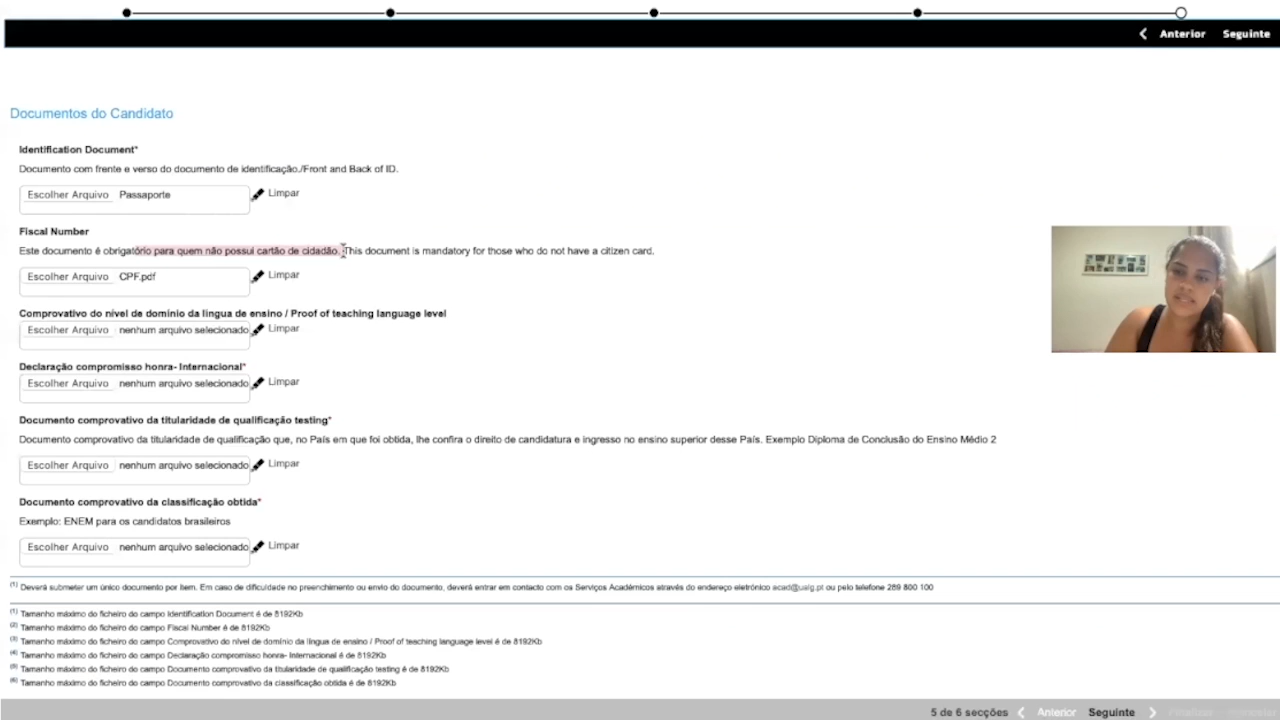 Anterior Seguinte
Documentos do Candidato
Identification Document*
Documento com frente e verso do documento de identificação./Front and Back of ID.
Escolher Arquivo Passaporte Limpar
Fiscal Number
Este documento é obrigatório para quem não possui cartão de cidadão. This document is mandatory for those who do not have a citizen card.
Escolher Arquivo CPF.pdf Limpar
Comprovativo do nível de domínio da língua de ensino / Proof of teaching language level
Escolher Arquivo nenhum arquivo selecionado Limpar
Declaração compromisso honra- Internacional*
Escolher Arquivo nenhum arquivo selecionado Limpar
Documento comprovativo da titularidade de qualificação testing*
Documento comprovativo da titularidade de qualificação que, no País em que foi obtida, lhe confira o direito de candidatura e ingresso no ensino superior desse País. Exemplo Diploma de Conclusão do Ensino Médio 2
Escolher Arquivo nenhum arquivo selecionado Limpar
Documento comprovativo da classificação obtida*
Exemplo: ENEM para os candidatos brasileiros
Escolher Arquivo nenhum arquivo selecionado Limpar
(1) Deverá submeter um único documento por item. Em caso de dificuldade no preenchimento ou envio do documento, deverá entrar em contacto com os Serviços Académicos através do endereço eletrónico acad@ualg.pt ou pelo telefone 289 800 100
(1) Tamanho máximo do ficheiro do campo Identification Document é de 8192Kb
(2) Tamanho máximo do ficheiro do campo Fiscal Number é de 8192Kb
(3) Tamanho máximo do ficheiro do campo Comprovativo do nível de domínio da língua de ensino / Proof of teaching language level é de 8192Kb
(4) Tamanho máximo do ficheiro do campo Declaração compromisso honra- Internacional é de 8192Kb
(5) Tamanho máximo do ficheiro do campo Documento comprovativo da titularidade de qualificação testing é de 8192Kb
(6) Tamanho máximo do ficheiro do campo Documento comprovativo da classificação obtida é de 8192Kb
5 de 6 secções Anterior Seguinte